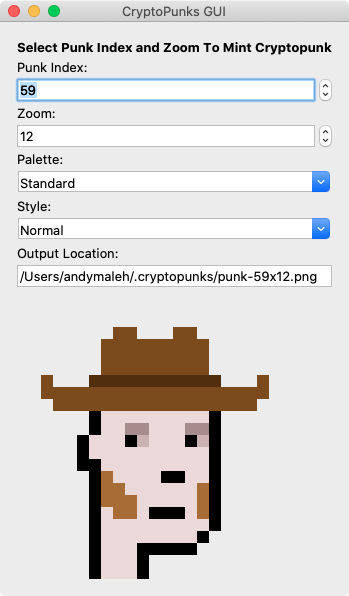 CryptoPunks GUI
Select Punk Index and Zoom To Mint Cryptopunk
Punk Index:
59
Zoom:
12
Palette:
Standard
Style:
Normal
Output Location:
/Users/andymaleh/.cryptopunks/punk-59x12.png